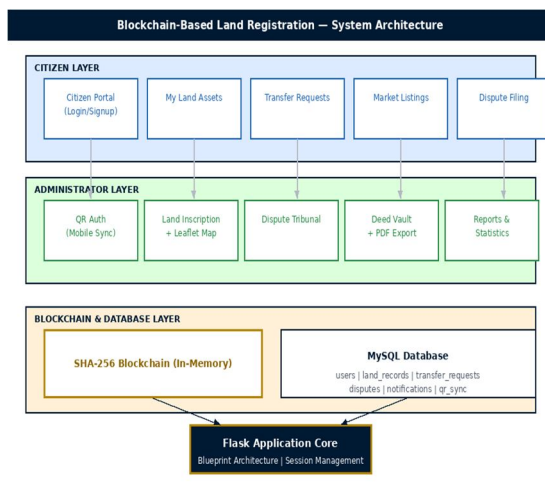 Blockchain-Based Land Registration — System Architecture
CITIZEN LAYER
Citizen Portal
(Login/Signup)
My Land Assets
Transfer Requests
Market Listings
Dispute Filing
ADMINISTRATOR LAYER
QR Auth
(Mobile Sync)
Land Inscription
+ Leaflet Map
Dispute Tribunal
Deed Vault
+ PDF Export
Reports &
Statistics
BLOCKCHAIN & DATABASE LAYER
SHA-256 Blockchain (In-Memory)
MySQL Database
users | land_records | transfer_requests
disputes | notifications | qr_sync
Flask Application Core
Blueprint Architecture | Session Management